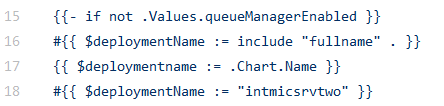 15 {{- if not .Values.queueManagerEnabled }}
16 #{{ $deploymentName := include "fullname" . }}
17 {{ $deploymentname := .Chart.Name }}
18 #{{ $deploymentName := "intmicsrvtwo" }}